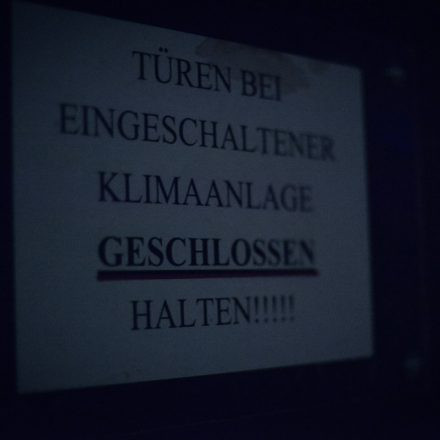 TÜREN BEI
EINGESCHALTENER
KLIMAANLAGE
GESCHLOSSEN
HALTEN!!!!!